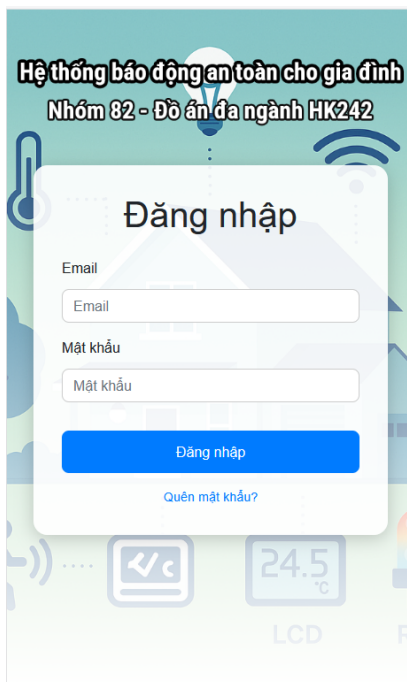 Hệ thống báo động an toàn cho gia đình
Nhóm 82 - Đồ án đa ngành HK242
Đăng nhập
Email
Email
Mật khẩu
Mật khẩu
Đăng nhập
Quên mật khẩu?
24.5
°C
LCD
R